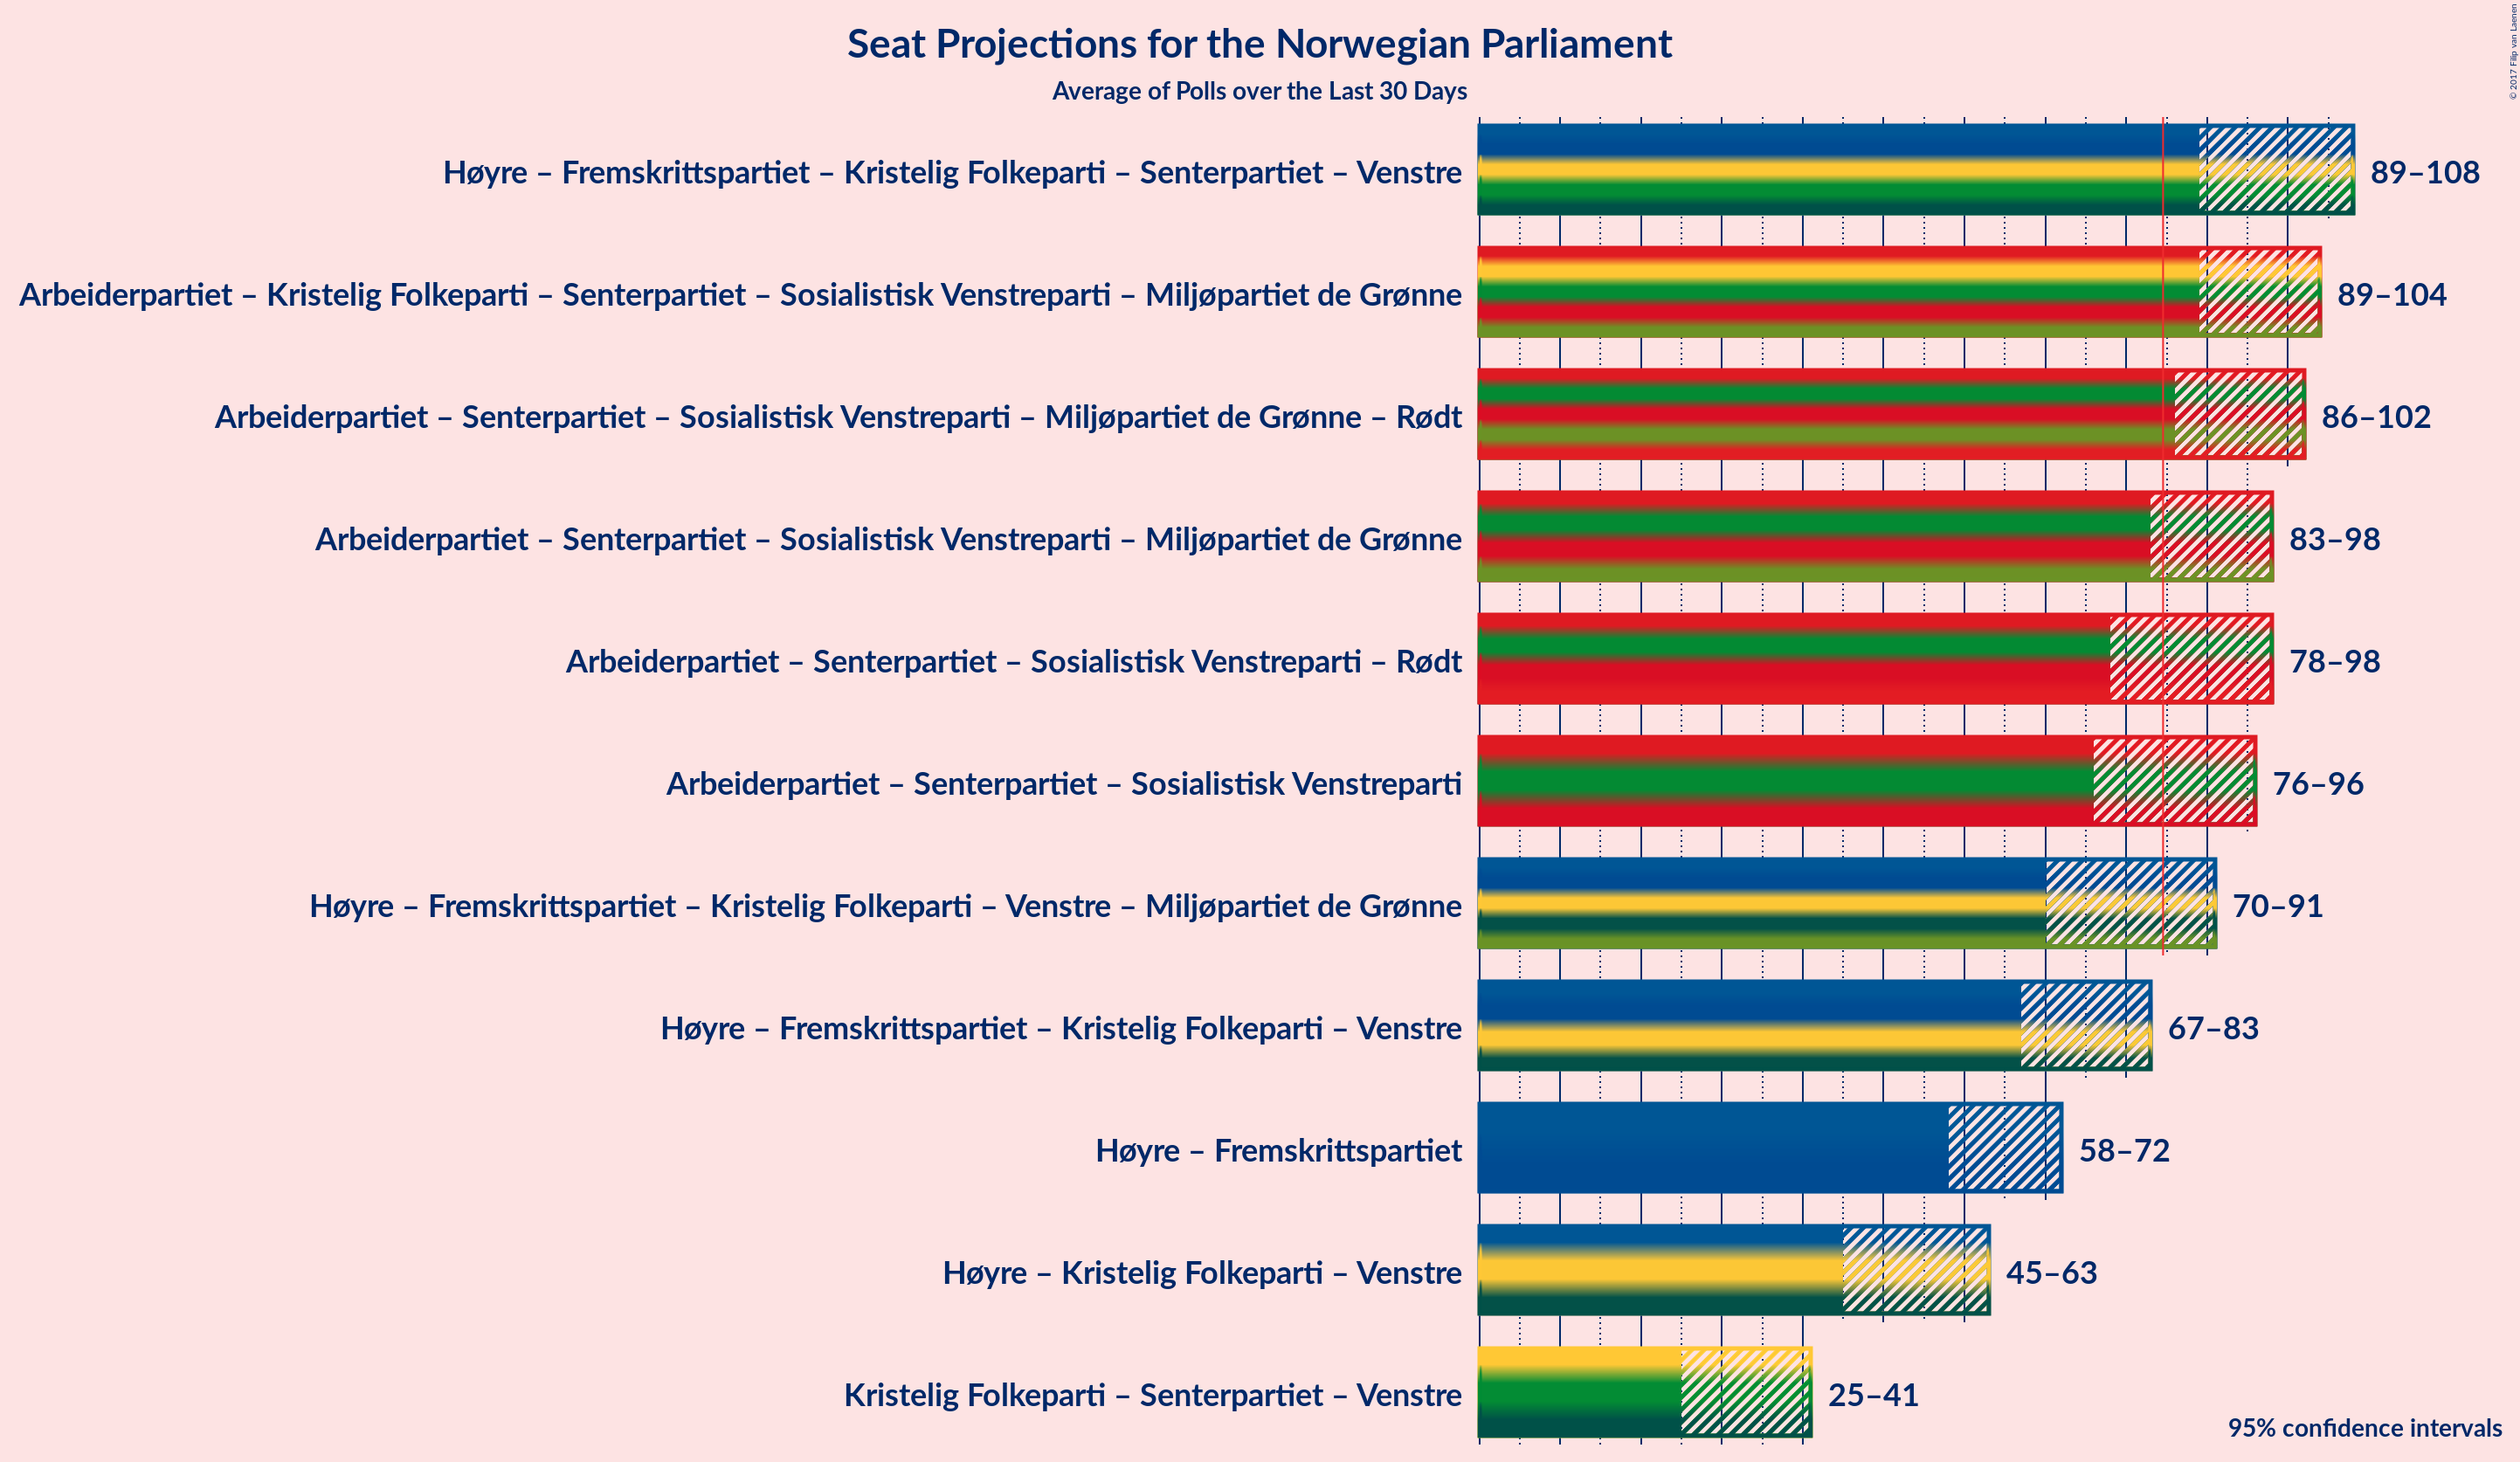 Seat Projections for the Norwegian Parliament
Average of Polls over the Last 30 Days
© 2017 Filip van Laenen
Høyre – Fremskrittspartiet – Kristelig Folkeparti – Senterpartiet – Venstre 89–108
Arbeiderpartiet – Kristelig Folkeparti – Senterpartiet – Sosialistisk Venstreparti – Miljøpartiet de Grønne 89–104
Arbeiderpartiet – Senterpartiet – Sosialistisk Venstreparti – Miljøpartiet de Grønne – Rødt 86–102
Arbeiderpartiet – Senterpartiet – Sosialistisk Venstreparti – Miljøpartiet de Grønne 83–98
Arbeiderpartiet – Senterpartiet – Sosialistisk Venstreparti – Rødt 78–98
Arbeiderpartiet – Senterpartiet – Sosialistisk Venstreparti 76–96
Høyre – Fremskrittspartiet – Kristelig Folkeparti – Venstre – Miljøpartiet de Grønne 70–91
Høyre – Fremskrittspartiet – Kristelig Folkeparti – Venstre 67–83
Høyre – Fremskrittspartiet 58–72
Høyre – Kristelig Folkeparti – Venstre 45–63
Kristelig Folkeparti – Senterpartiet – Venstre 25–41
95% confidence intervals